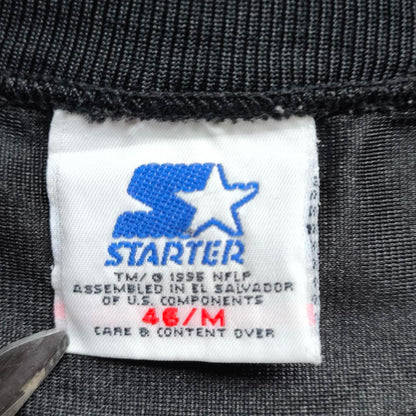 STARTER
TM/© 1995 NFLP
ASSEMBLED IN EL SALVADOR
OF U.S. COMPONENTS
46/M
CARE & CONTENT OVER